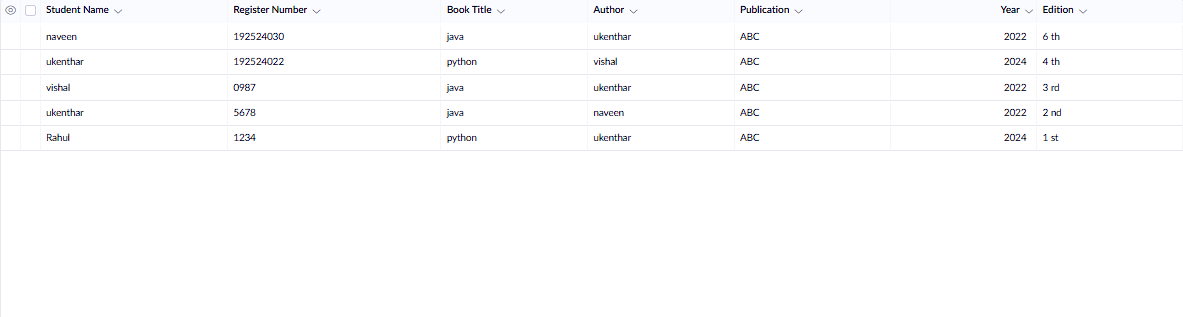 Student Name Register Number Book Title Author Publication Year Edition
naveen 192524030 java ukenthar ABC 2022 6 th
ukenthar 192524022 python vishal ABC 2024 4 th
vishal 0987 java ukenthar ABC 2022 3 rd
ukenthar 5678 java naveen ABC 2022 2 nd
Rahul 1234 python ukenthar ABC 2024 1 st